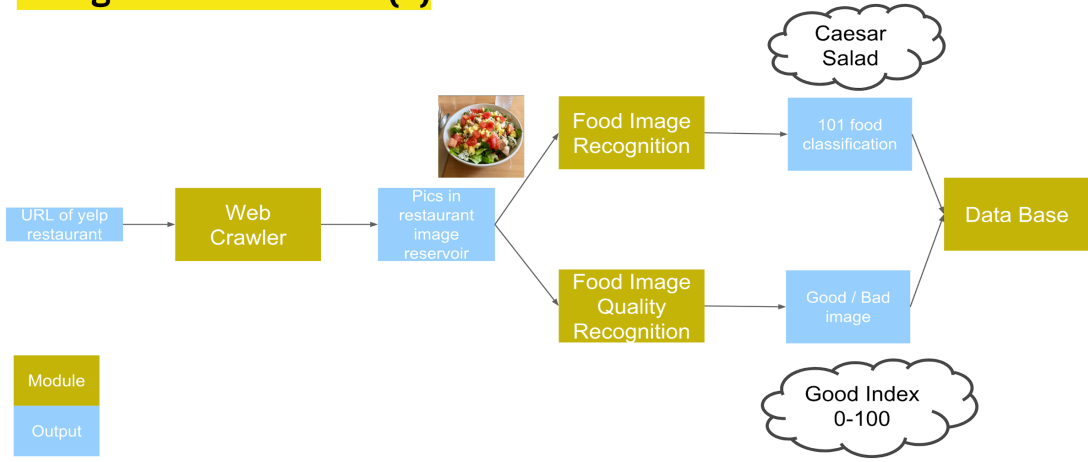 Caesar
Salad
Food Image
Recognition
101 food
classification
URL of yelp
restaurant
Web
Crawler
Pics in
restaurant
image
reservoir
Data Base
Food Image
Quality
Recognition
Good / Bad
image
Module
Output
Good Index
0-100